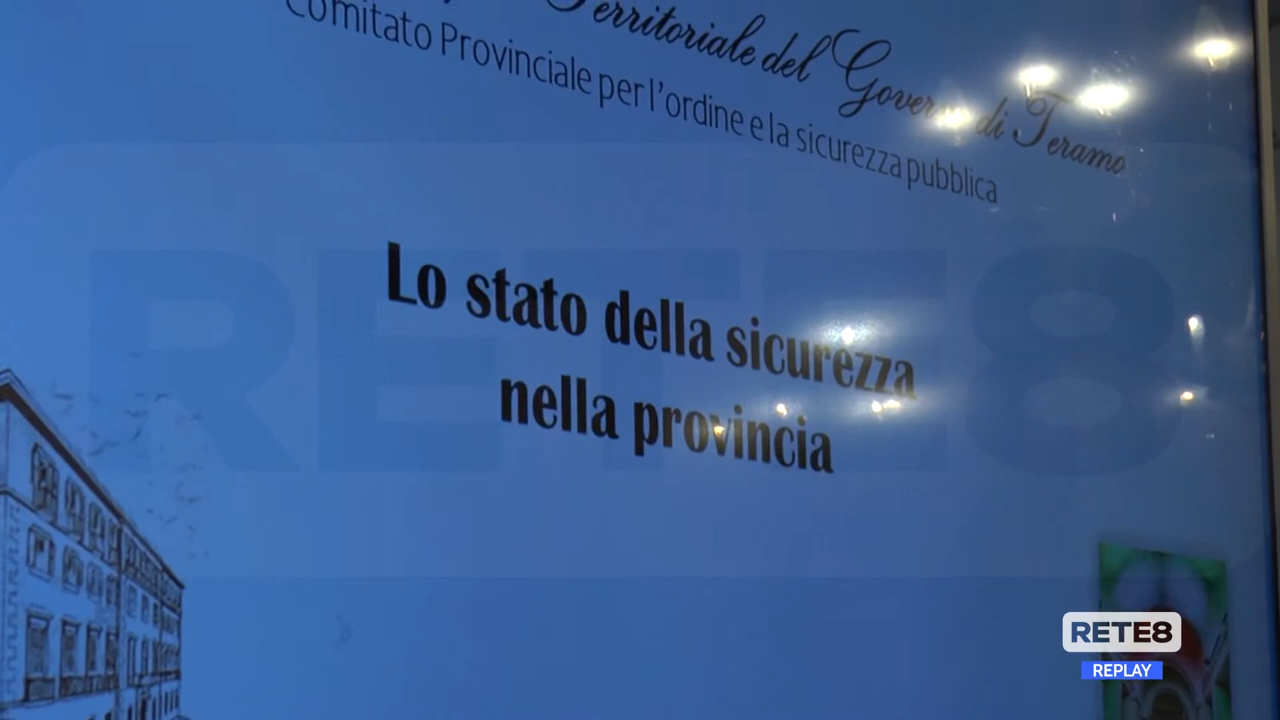 Territoriale del Governo di Teramo
Comitato Provinciale per l'ordine e la sicurezza pubblica
Lo stato della sicurezza
nella provincia
RETE8
RETE8
REPLAY